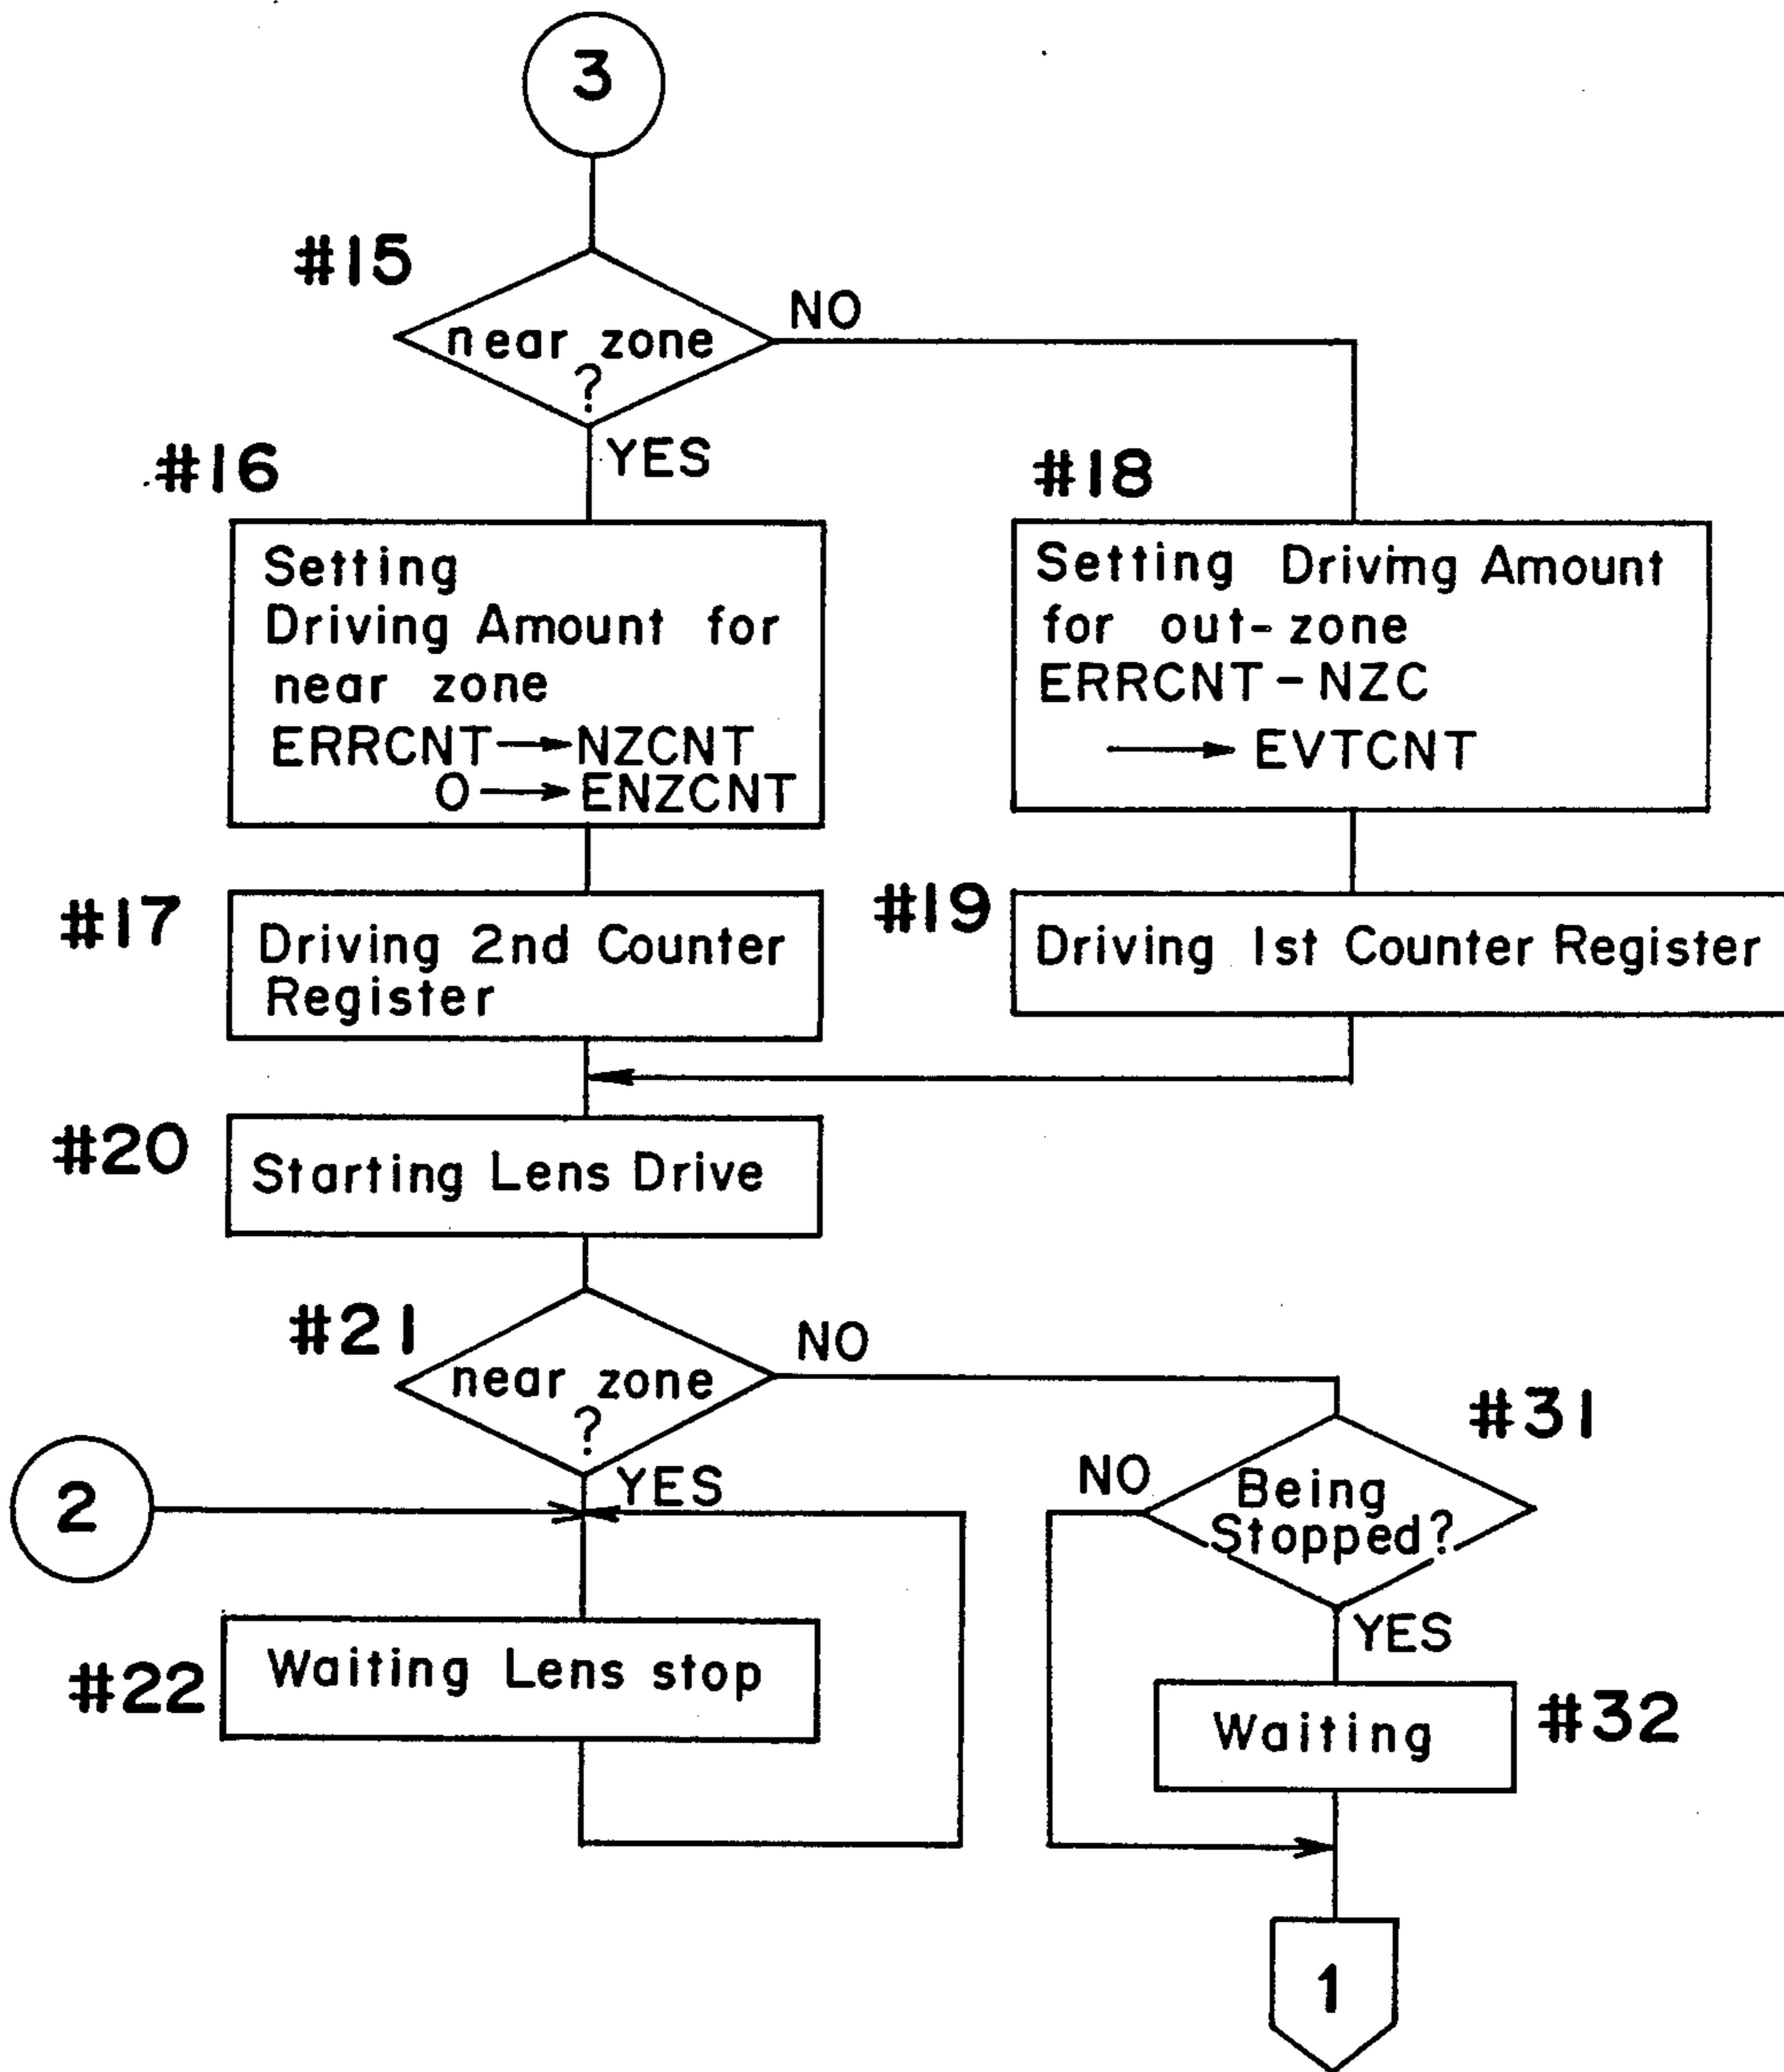 3
#15
near zone
?
NO
YES
#16
Setting
Driving Amount for
near zone
ERRCNT→NZCNT
0→ENZCNT
#18
Setting Driving Amount
for out-zone
ERRCNT-NZC
→EVTCNT
#17
Driving 2nd Counter
Register
#19
Driving 1st Counter Register
#20
Starting Lens Drive
#21
near zone
?
NO
YES
2
#22
Waiting Lens stop
#31
Being
Stopped?
NO
YES
Waiting
#32
1